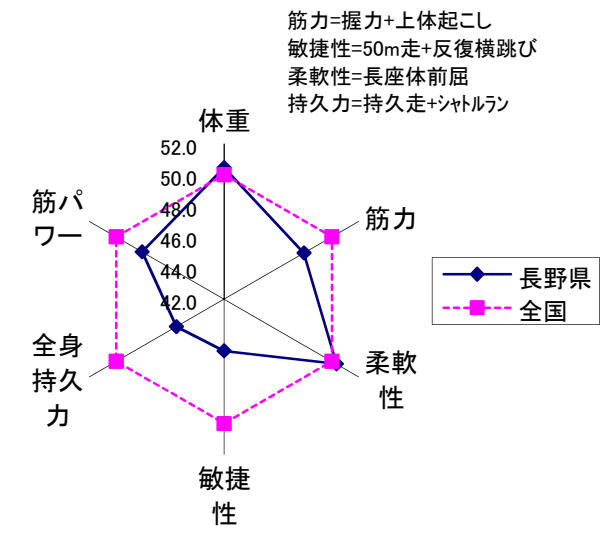 筋力=握力+上体起こし
敏捷性=50m走+反復横跳び
柔軟性=長座体前屈
持久力=持久走+ｼｬﾄﾙﾗﾝ
体重
52.0
50.0
48.0
46.0
44.0
42.0
筋パ
ワー
筋力
長野県
全国
全身
持久
力
柔軟
性
敏捷
性